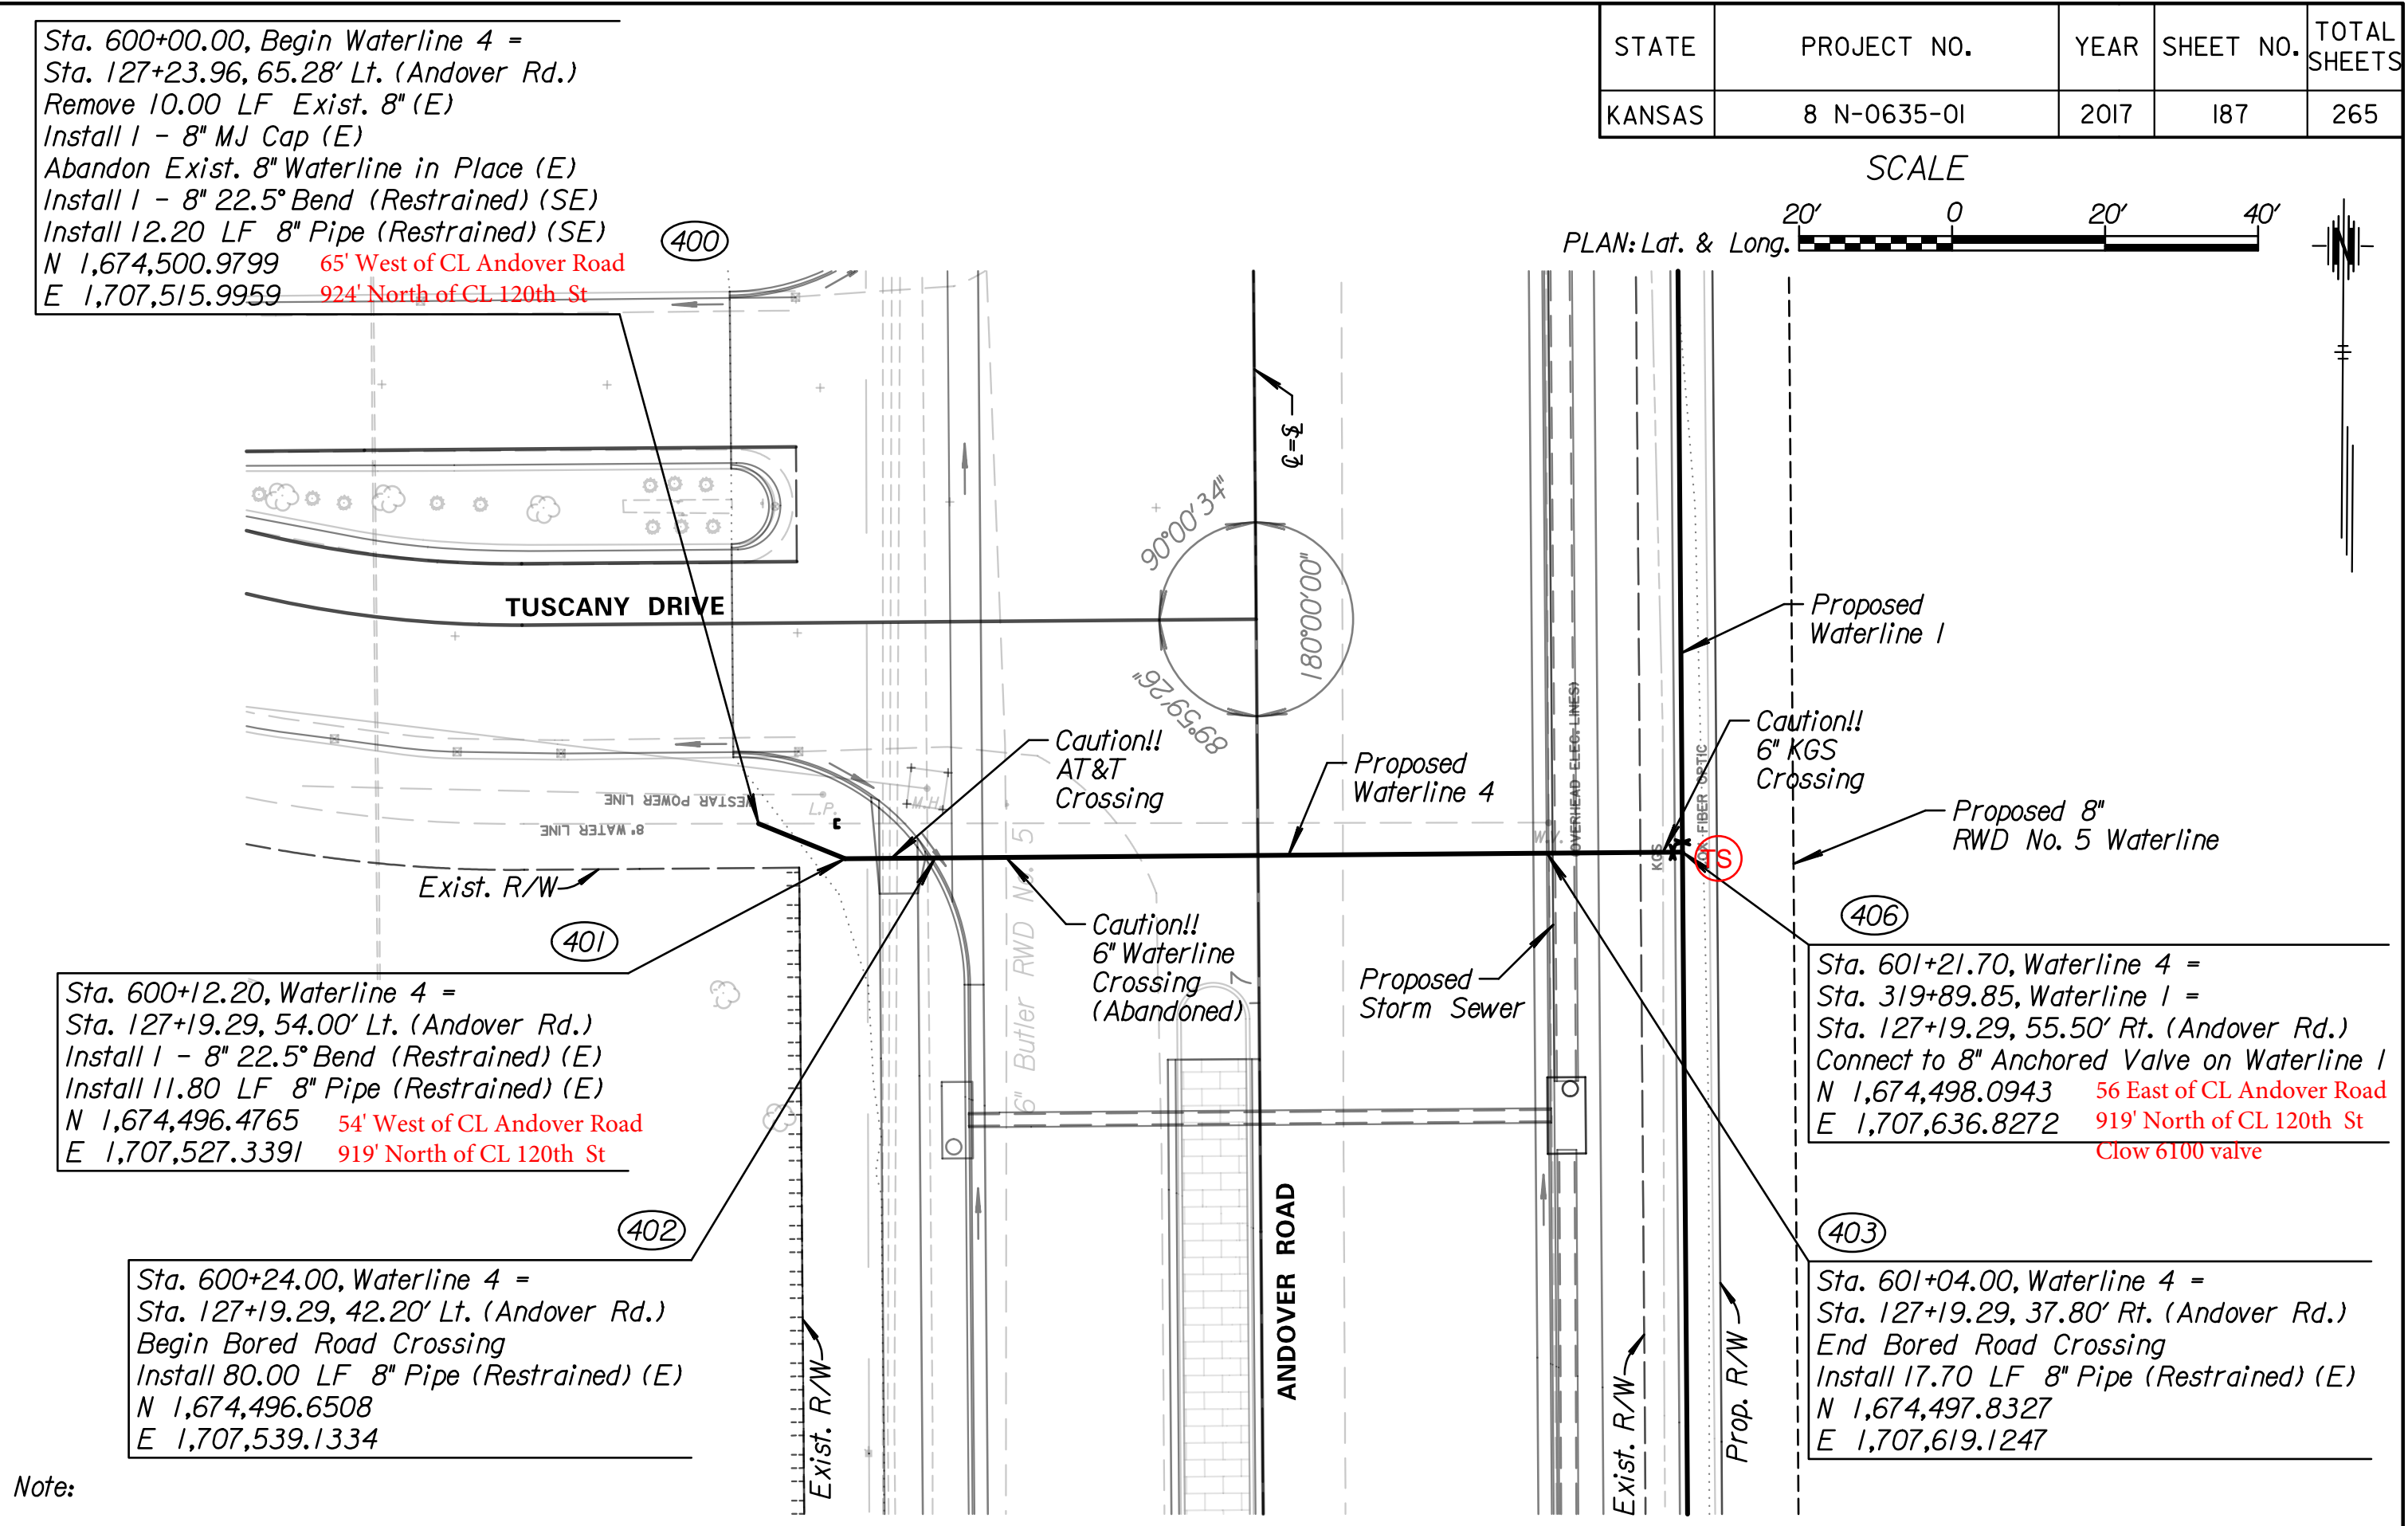 Sta. 600+00.00, Begin Waterline 4 =
Sta. 127+23.96, 65.28' Lt. (Andover Rd.)
Remove 10.00 LF Exist. 8" (E)
Install 1 - 8" MJ Cap (E)
Abandon Exist. 8" Waterline in Place (E)
Install 1 - 8" 22.5° Bend (Restrained) (SE)
Install 12.20 LF 8" Pipe (Restrained) (SE)
N 1,674,500.9799
E 1,707,515.9959
65' West of CL Andover Road
924' North of CL 120th St
400
STATE PROJECT NO. YEAR SHEET NO. TOTAL SHEETS
KANSAS 8 N-0635-01 2017 187 265
SCALE
20' 0 20' 40'
PLAN: Lat. & Long.
N
℄=
90°00'34"
180°00'00"
89°59'26"
TUSCANY DRIVE
Proposed
Waterline 1
(OVERHEAD ELEC. LINES)
Caution!!
AT&T
Crossing
Proposed
Waterline 4
Caution!!
6" KGS
Crossing
FIBER OPTIC
Proposed 8"
RWD No. 5 Waterline
WESTAR POWER LINE
8" WATER LINE
L.P.
M.H.
W.V.
KGS
TS
Exist. R/W
401
Caution!!
6" Waterline
Crossing
(Abandoned)
6" Butler RWD No. 5
Proposed
Storm Sewer
406
Sta. 600+12.20, Waterline 4 =
Sta. 127+19.29, 54.00' Lt. (Andover Rd.)
Install 1 - 8" 22.5° Bend (Restrained) (E)
Install 11.80 LF 8" Pipe (Restrained) (E)
N 1,674,496.4765
E 1,707,527.3391
54' West of CL Andover Road
919' North of CL 120th St
Sta. 601+21.70, Waterline 4 =
Sta. 319+89.85, Waterline 1 =
Sta. 127+19.29, 55.50' Rt. (Andover Rd.)
Connect to 8" Anchored Valve on Waterline 1
N 1,674,498.0943
E 1,707,636.8272
56 East of CL Andover Road
919' North of CL 120th St
Clow 6100 valve
402
Sta. 600+24.00, Waterline 4 =
Sta. 127+19.29, 42.20' Lt. (Andover Rd.)
Begin Bored Road Crossing
Install 80.00 LF 8" Pipe (Restrained) (E)
N 1,674,496.6508
E 1,707,539.1334
Exist. R/W
ANDOVER ROAD
Exist. R/W
Prop. R/W
403
Sta. 601+04.00, Waterline 4 =
Sta. 127+19.29, 37.80' Rt. (Andover Rd.)
End Bored Road Crossing
Install 17.70 LF 8" Pipe (Restrained) (E)
N 1,674,497.8327
E 1,707,619.1247
Note: